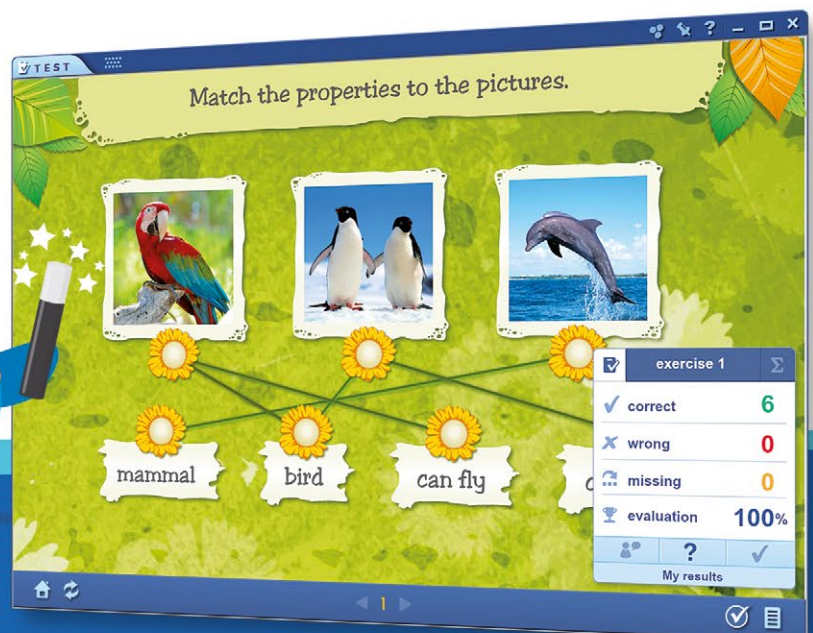 TEST
?
Match the properties to the pictures.
exercise 1 Σ
correct 6
wrong 0
missing 0
evaluation 100%
?
My results
mammal
bird
can fly
1